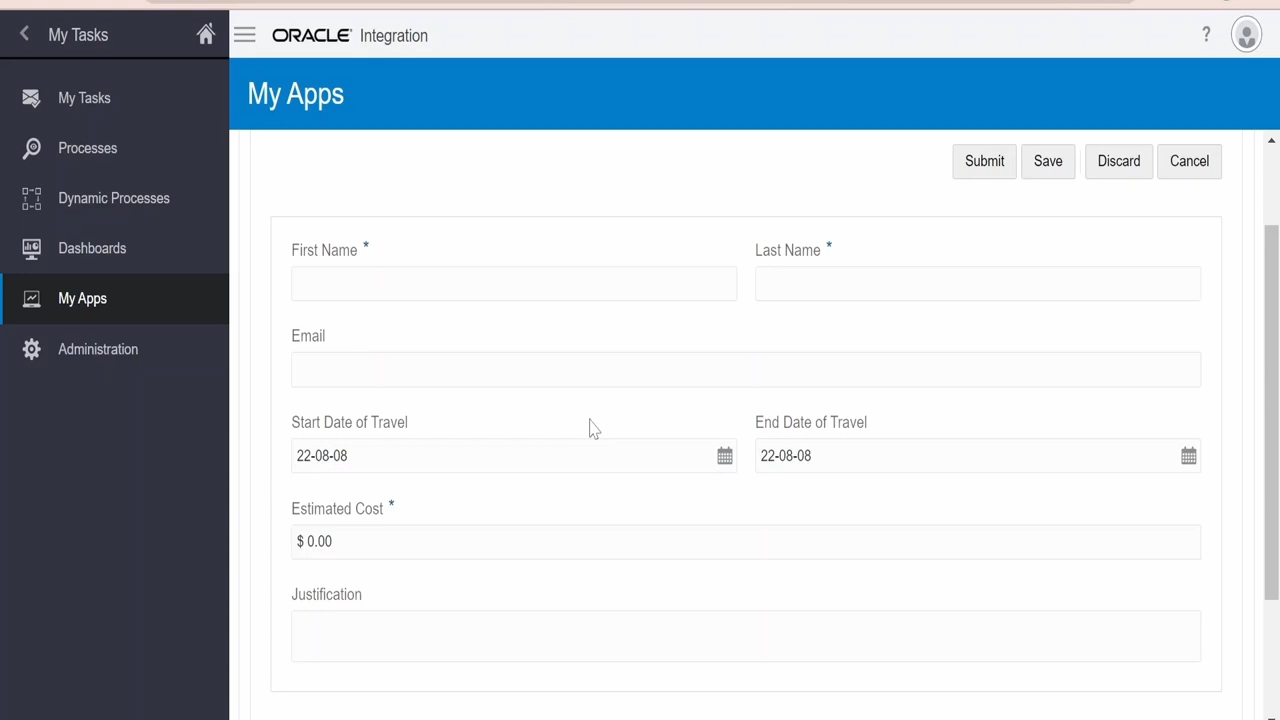 My Tasks
ORACLE Integration
?
My Tasks
Processes
Dynamic Processes
Dashboards
My Apps
Administration
My Apps
Submit Save Discard Cancel
First Name * Last Name *
Email
Start Date of Travel End Date of Travel
22-08-08 22-08-08
Estimated Cost *
$ 0.00
Justification